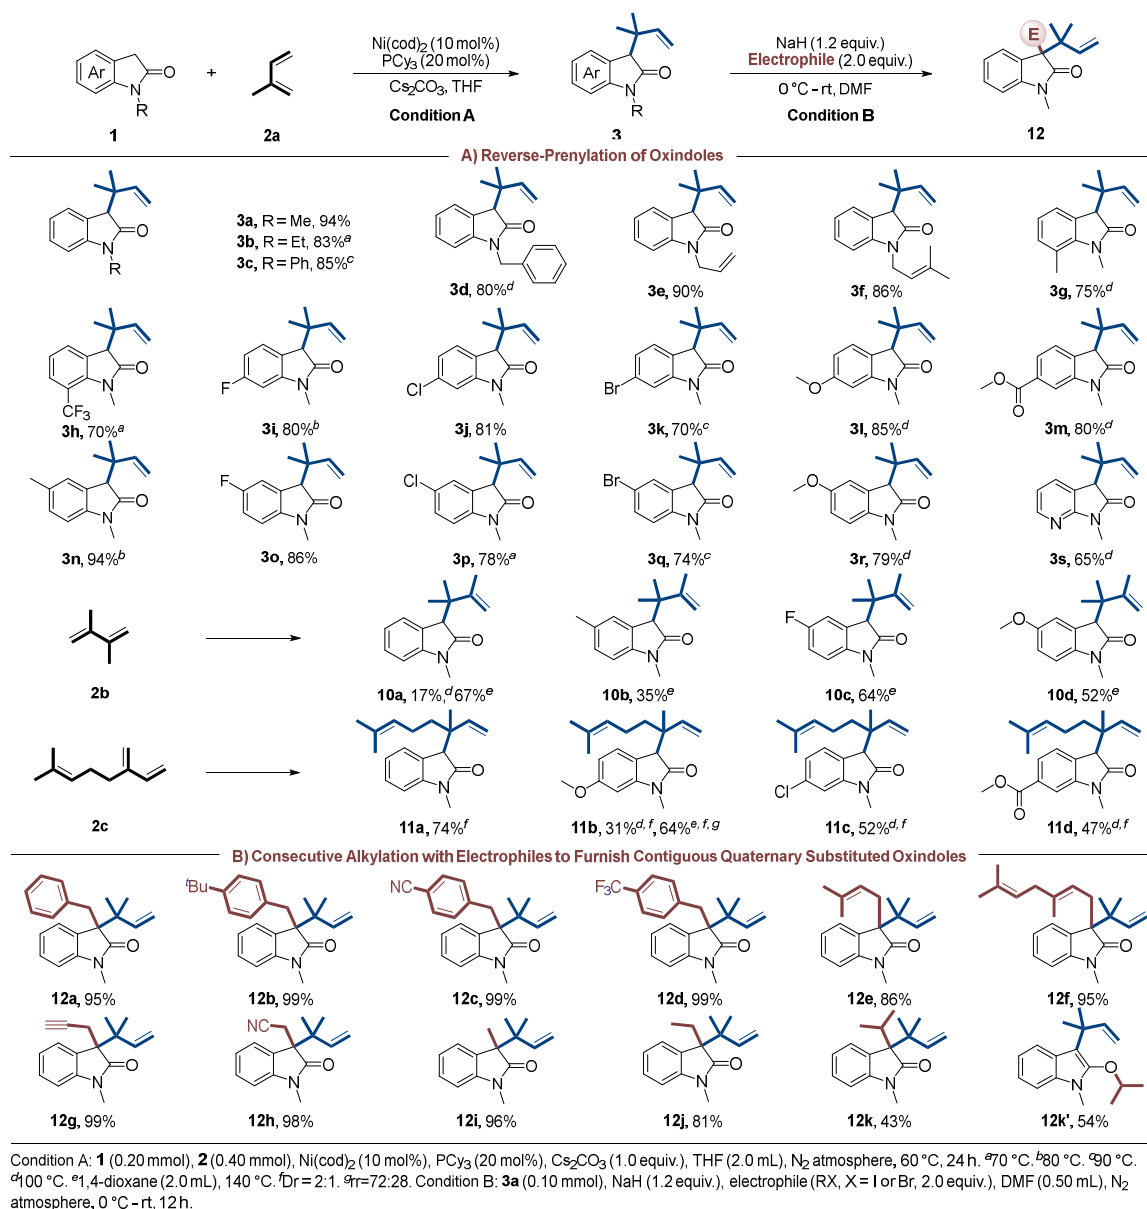 Ar
O
N
R
1
+
2a
Ni(cod)2 (10 mol%)
PCy3 (20 mol%)
Cs2CO3, THF
Condition A
Ar
O
N
R
3
NaH (1.2 equiv.)
Electrophile (2.0 equiv.)
0 °C – rt, DMF
Condition B
E
O
N
12
A) Reverse-Prenylation of Oxindoles
O
N
R
3a, R = Me, 94%
3b, R = Et, 83%a
3c, R = Ph, 85%c
O
N
3d, 80%d
O
N
3e, 90%
O
N
3f, 86%
O
N
3g, 75%d
O
N
CF3
3h, 70%a
F
O
N
3i, 80%b
Cl
O
N
3j, 81%
Br
O
N
3k, 70%c
O
O
N
3l, 85%d
O
O
O
N
3m, 80%d
O
N
3n, 94%b
F
O
N
3o, 86%
Cl
O
N
3p, 78%a
Br
O
N
3q, 74%c
O
O
N
3r, 79%d
O
N
N
3s, 65%d
2b
O
N
10a, 17%,d 67%e
O
N
10b, 35%e
F
O
N
10c, 64%e
O
O
N
10d, 52%e
2c
O
N
11a, 74%f
O
O
N
11b, 31%d,f, 64%e,f,g
Cl
O
N
11c, 52%d,f
O
O
O
N
11d, 47%d,f
B) Consecutive Alkylation with Electrophiles to Furnish Contiguous Quaternary Substituted Oxindoles
O
N
12a, 95%
tBu
O
N
12b, 99%
CN
O
N
12c, 99%
F3C
O
N
12d, 99%
O
N
12e, 86%
O
N
12f, 95%
O
N
12g, 99%
NC
O
N
12h, 98%
O
N
12i, 96%
O
N
12j, 81%
O
N
12k, 43%
O
N
12k', 54%
Condition A: 1 (0.20 mmol), 2 (0.40 mmol), Ni(cod)2 (10 mol%), PCy3 (20 mol%), Cs2CO3 (1.0 equiv.), THF (2.0 mL), N2 atmosphere, 60 °C, 24 h. a70 °C. b80 °C. c90 °C.
d100 °C. e1,4-dioxane (2.0 mL), 140 °C. fDr = 2:1. grr=72:28. Condition B: 3a (0.10 mmol), NaH (1.2 equiv.), electrophile (RX, X = I or Br, 2.0 equiv.), DMF (0.50 mL), N2
atmosphere, 0 °C – rt, 12 h.